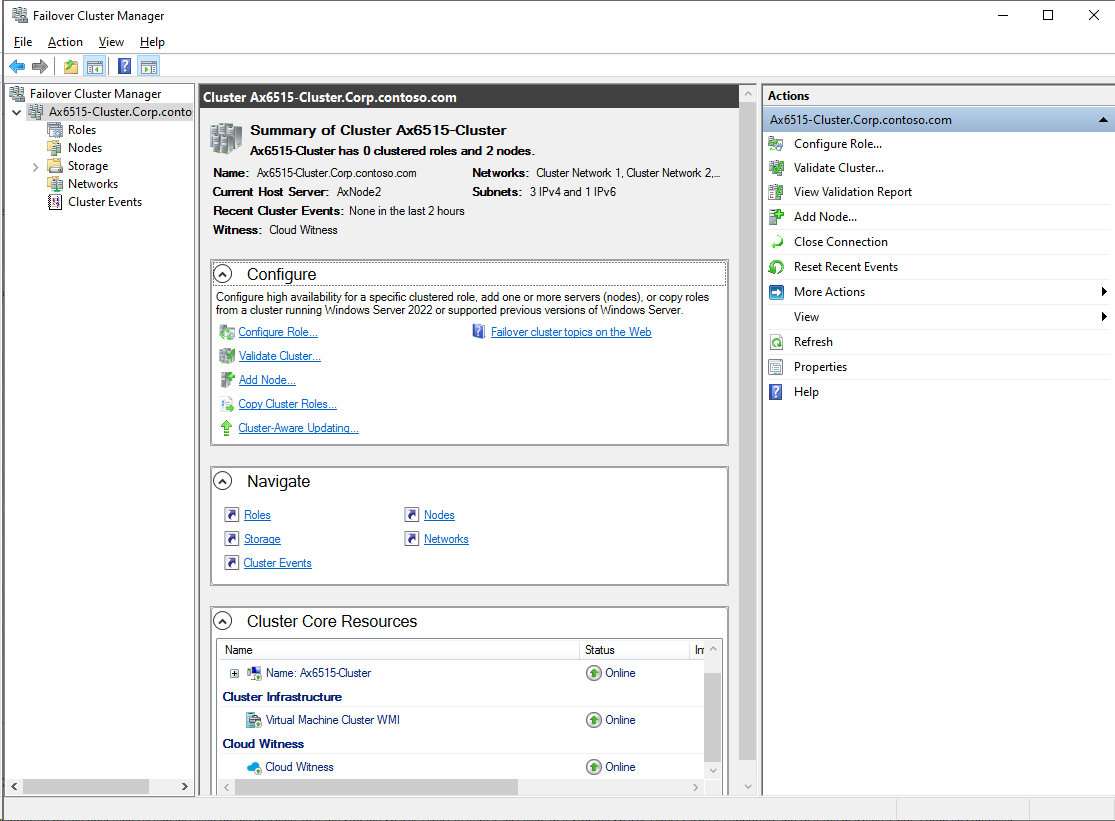 Failover Cluster Manager
File Action View Help
Failover Cluster Manager
Ax6515-Cluster.Corp.conto
Roles
Nodes
Storage
Networks
Cluster Events
Cluster Ax6515-Cluster.Corp.contoso.com
Summary of Cluster Ax6515-Cluster
Ax6515-Cluster has 0 clustered roles and 2 nodes.
Name: Ax6515-Cluster.Corp.contoso.com
Networks: Cluster Network 1, Cluster Network 2,...
Current Host Server: AxNode2
Subnets: 3 IPv4 and 1 IPv6
Recent Cluster Events: None in the last 2 hours
Witness: Cloud Witness
Configure
Configure high availability for a specific clustered role, add one or more servers (nodes), or copy roles
from a cluster running Windows Server 2022 or supported previous versions of Windows Server.
Configure Role...
Failover cluster topics on the Web
Validate Cluster...
Add Node...
Copy Cluster Roles...
Cluster-Aware Updating...
Navigate
Roles
Nodes
Storage
Networks
Cluster Events
Cluster Core Resources
Name Status In
Name: Ax6515-Cluster Online
Cluster Infrastructure
Virtual Machine Cluster WMI Online
Cloud Witness
Cloud Witness Online
Actions
Ax6515-Cluster.Corp.contoso.com
Configure Role...
Validate Cluster...
View Validation Report
Add Node...
Close Connection
Reset Recent Events
More Actions
View
Refresh
Properties
Help